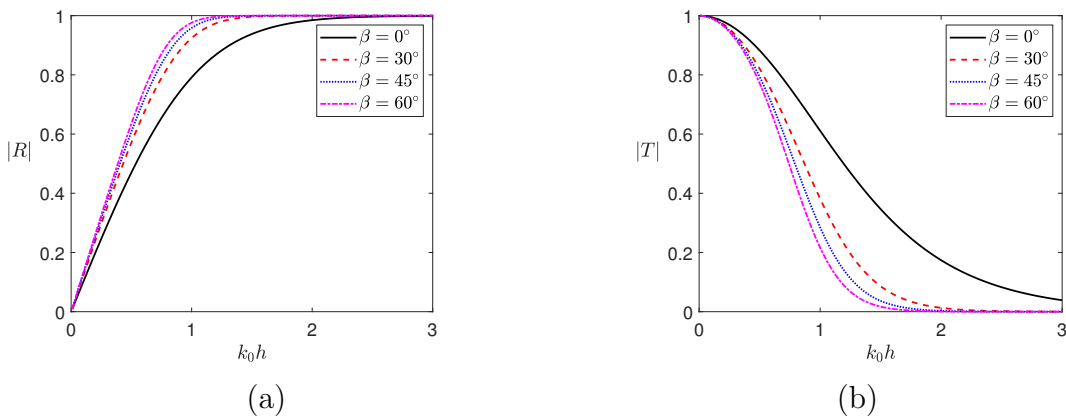 1
0.8
0.6
|R|
0.4
0.2
0
0 1 2 3
k₀h
β = 0°
β = 30°
β = 45°
β = 60°
(a)
1
0.8
0.6
|T|
0.4
0.2
0
0 1 2 3
k₀h
β = 0°
β = 30°
β = 45°
β = 60°
(b)